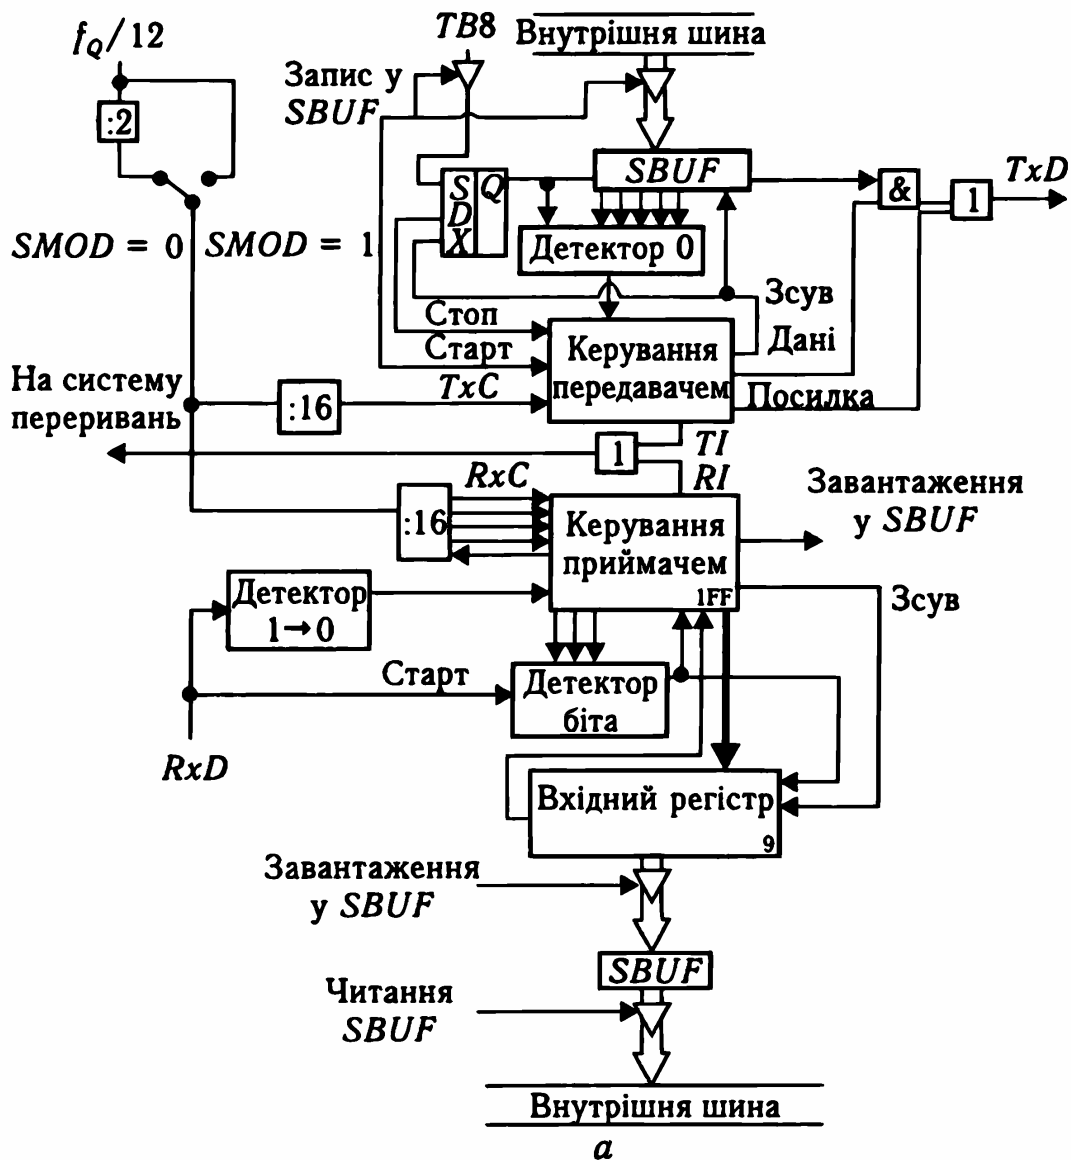 f_Q/12
TB8
Внутрішня шина
Запис у
SBUF
:2
SBUF
TxD
S
D
X
Q
&
1
SMOD = 0
SMOD = 1
Детектор 0
Зсув
Стоп
Дані
Старт
Керування
передавачем
На систему
переривань
:16
TxC
Посилка
1
TI
RI
RxC
:16
Керування
приймачем
1FF
Завантаження
у SBUF
Детектор
1→0
Зсув
Старт
Детектор
біта
RxD
Вхідний регістр
9
Завантаження
у SBUF
SBUF
Читання
SBUF
Внутрішня шина
а